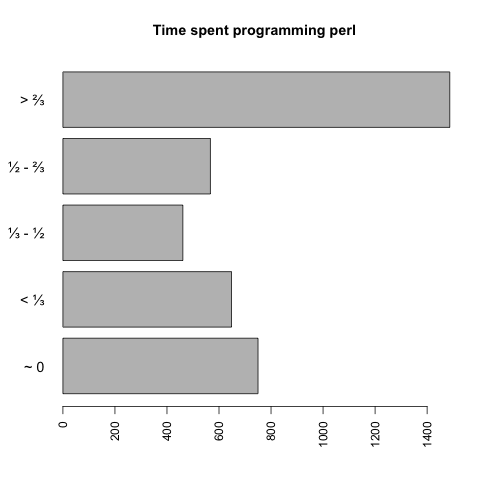 Time spent programming perl
> ⅔
½ - ⅔
⅓ - ½
< ⅓
~ 0
0 200 400 600 800 1000 1200 1400